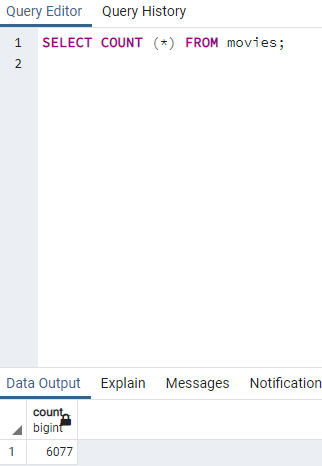 Query Editor Query History
1 SELECT COUNT (*) FROM movies;
2
Data Output Explain Messages Notification
count
bigint
1 6077